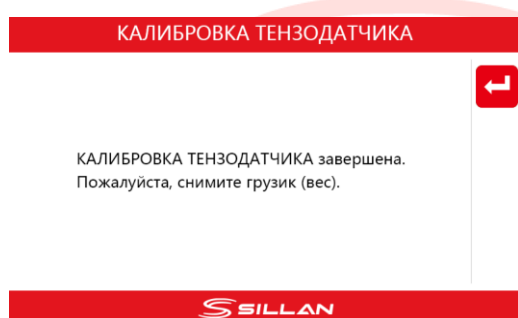 КАЛИБРОВКА ТЕНЗОДАТЧИКА
КАЛИБРОВКА ТЕНЗОДАТЧИКА завершена.
Пожалуйста, снимите грузик (вес).
SILLAN